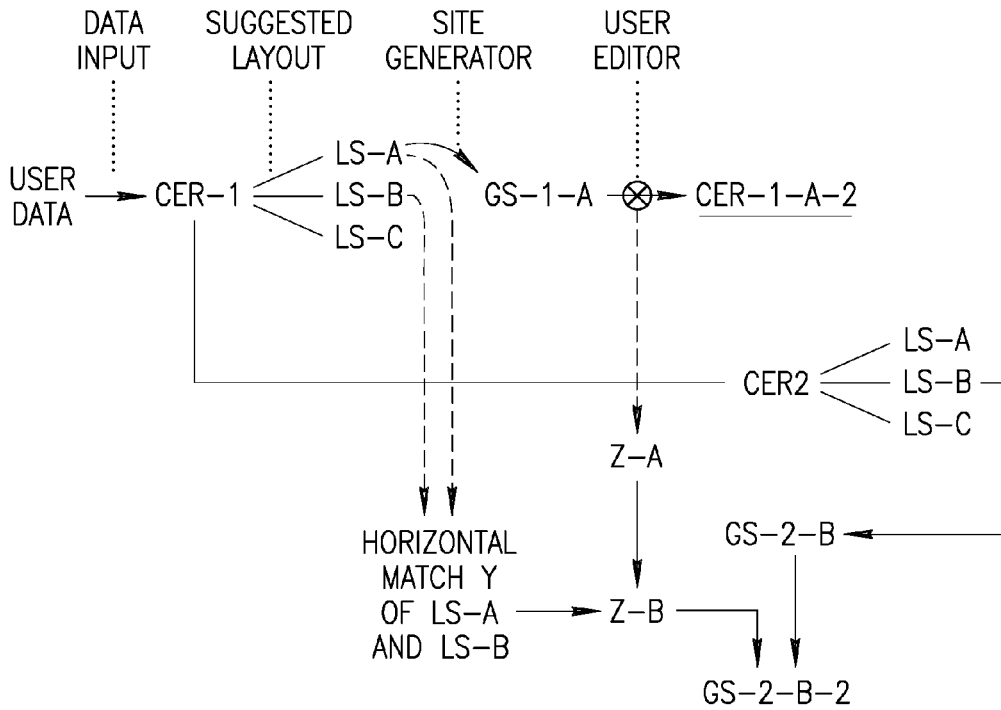 DATA
INPUT
SUGGESTED
LAYOUT
SITE
GENERATOR
USER
EDITOR
USER
DATA
CER-1
LS-A
LS-B
LS-C
GS-1-A
CER-1-A-2
CER2
LS-A
LS-B
LS-C
Z-A
HORIZONTAL
MATCH Y
OF LS-A
AND LS-B
Z-B
GS-2-B
GS-2-B-2